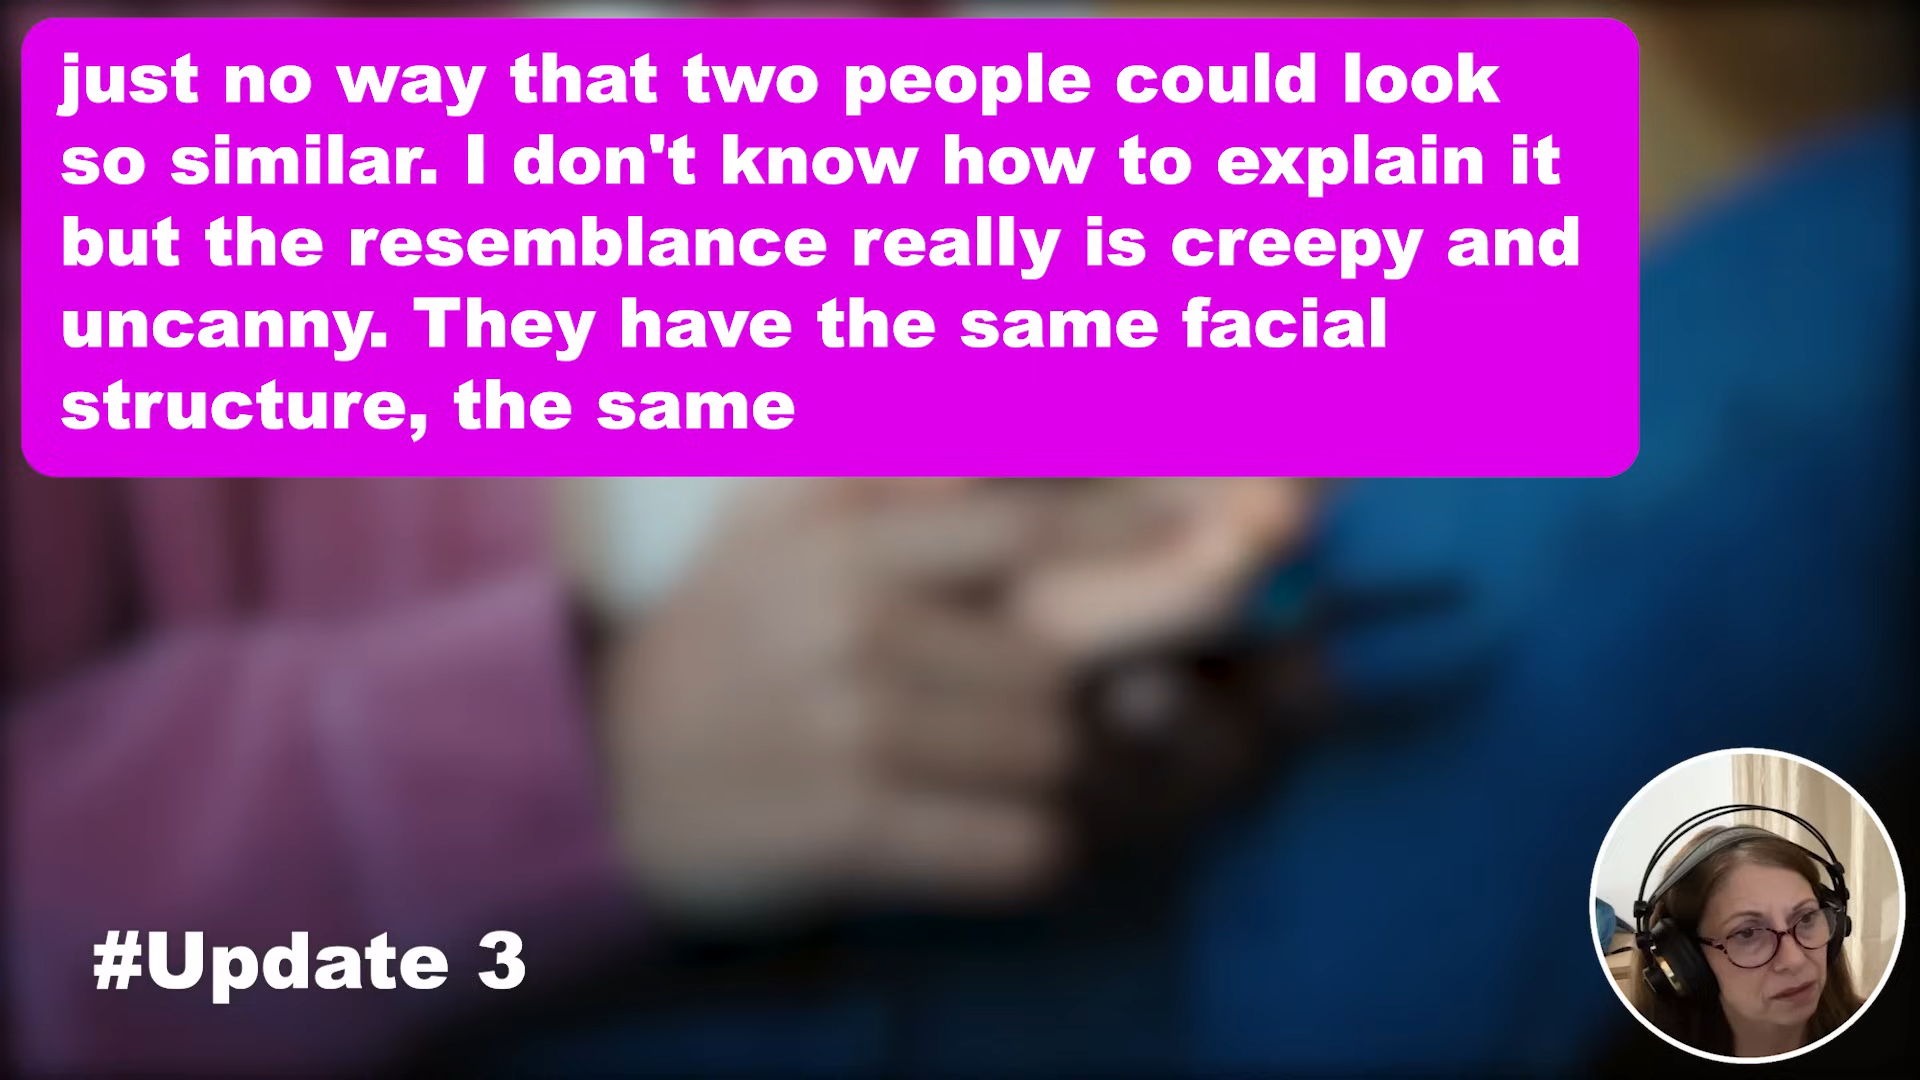 just no way that two people could look
so similar. I don't know how to explain it
but the resemblance really is creepy and
uncanny. They have the same facial
structure, the same
#Update 3